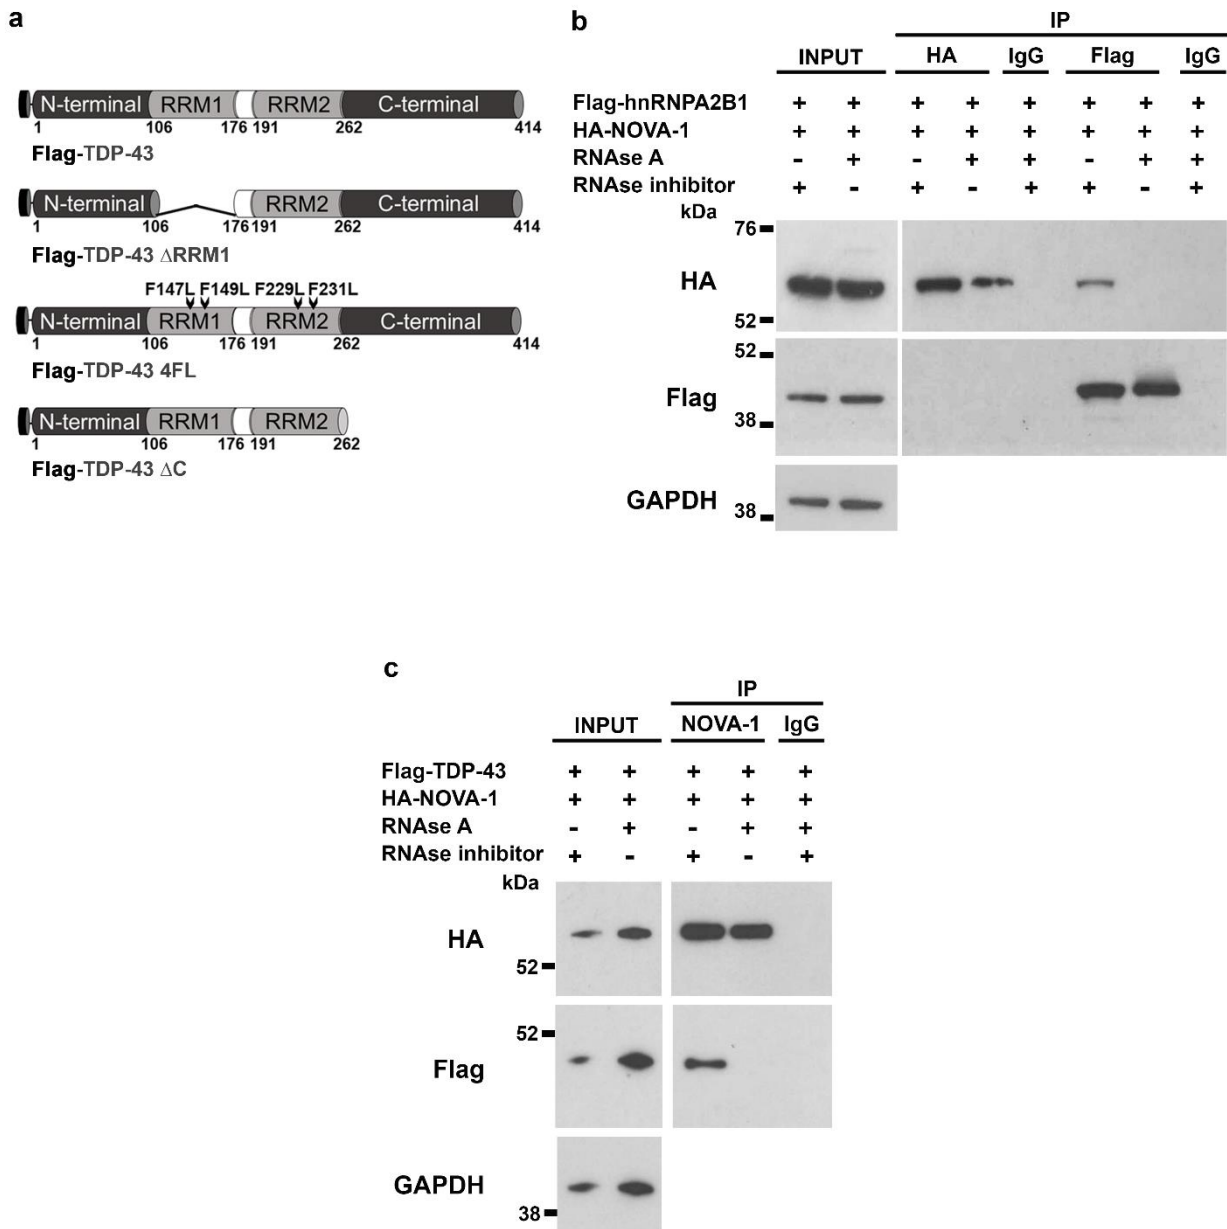 a
N-terminal RRM1 RRM2 C-terminal
1 106 176 191 262 414
Flag-TDP-43
N-terminal RRM2 C-terminal
1 106 176 191 262 414
Flag-TDP-43 ΔRRM1
F147L F149L F229L F231L
N-terminal RRM1 RRM2 C-terminal
1 106 176 191 262 414
Flag-TDP-43 4FL
N-terminal RRM1 RRM2
1 106 176 191 262
Flag-TDP-43 ΔC
b
IP
INPUT HA IgG Flag IgG
Flag-hnRNPA2B1 + + + + + + + +
HA-NOVA-1 + + + + + + + +
RNAse A - + - + + - + +
RNAse inhibitor + - + - + + - +
kDa
76
HA
52
52
Flag
38
GAPDH
38
c
IP
INPUT NOVA-1 IgG
Flag-TDP-43 + + + + +
HA-NOVA-1 + + + + +
RNAse A - + - + +
RNAse inhibitor + - + - +
kDa
HA
52
52
Flag
GAPDH
38